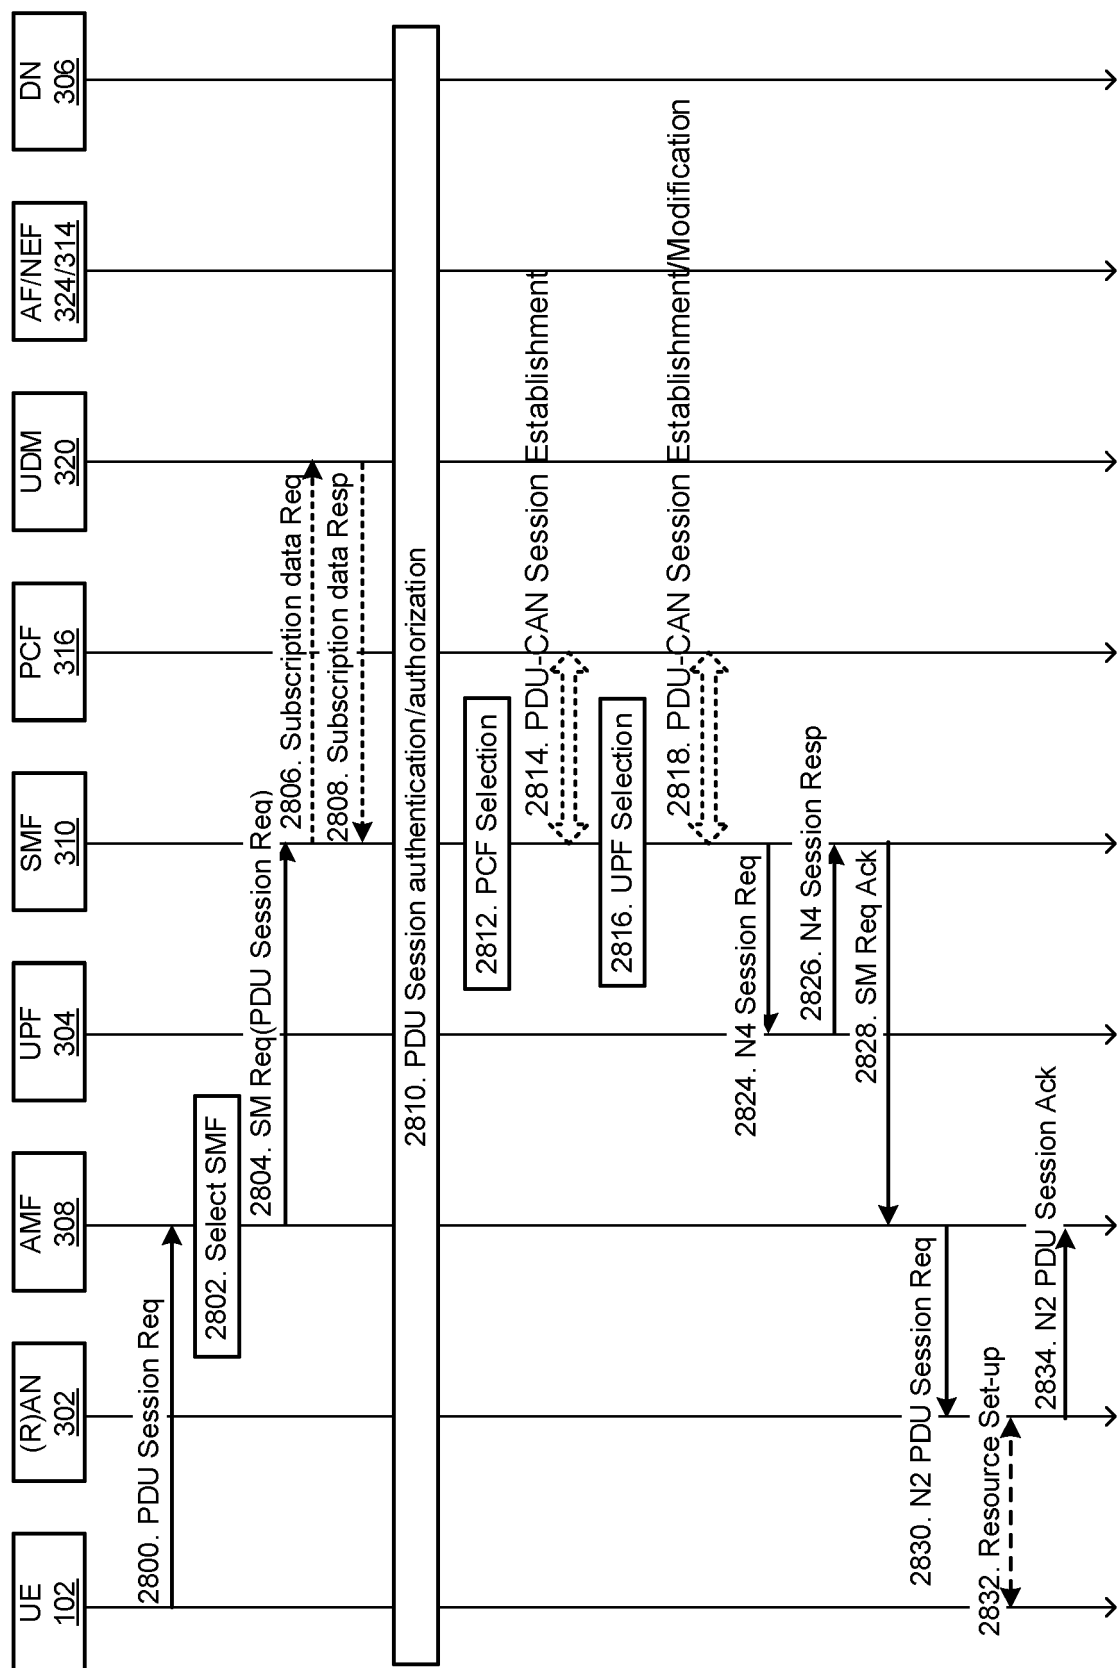 UE
102
(R)AN
302
AMF
308
UPF
304
SMF
310
PCF
316
UDM
320
AF/NEF
324/314
DN
306
2800. PDU Session Req
2802. Select SMF
2804. SM Req(PDU Session Req)
2806. Subscription data Req
2808. Subscription data Resp
2810. PDU Session authentication/authorization
2812. PCF Selection
2814. PDU-CAN Session Establishment
2816. UPF Selection
2818. PDU-CAN Session Establishment/Modification
2824. N4 Session Req
2826. N4 Session Resp
2828. SM Req Ack
2830. N2 PDU Session Req
2832. Resource Set-up
2834. N2 PDU Session Ack